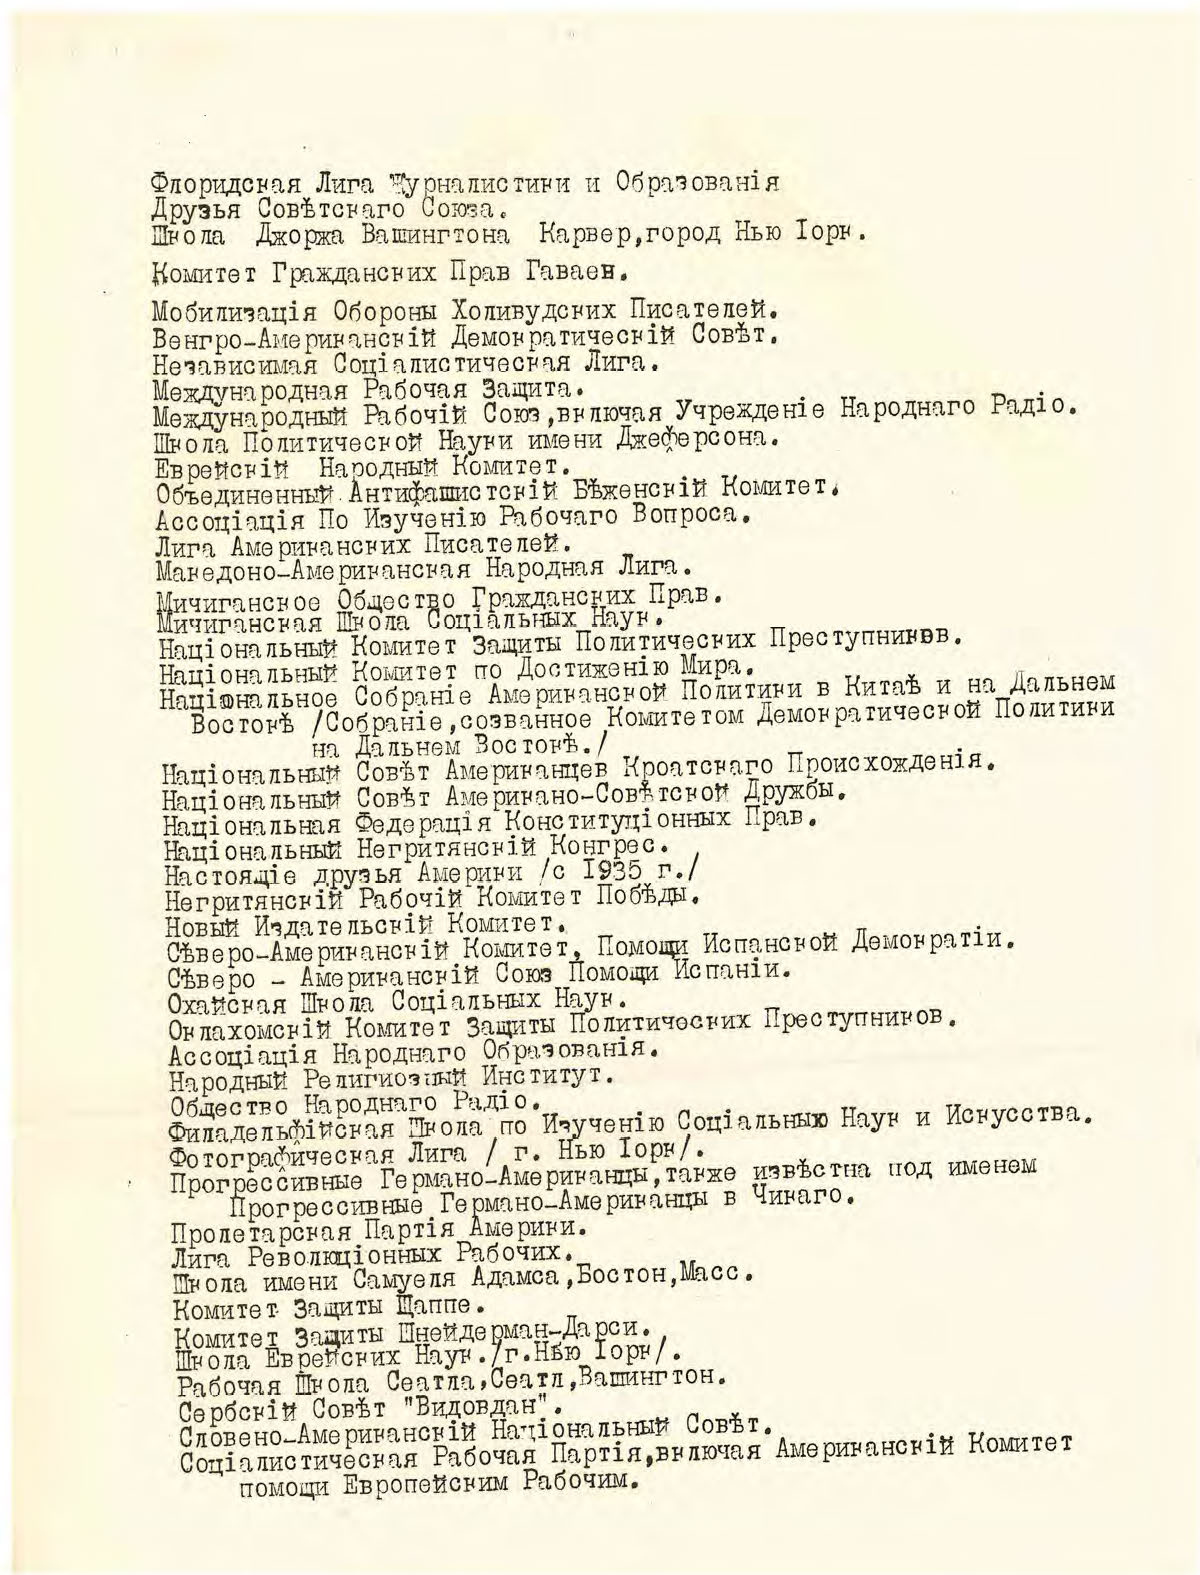 Флоридская Лига Журналистики и Образованія
Друзья Совѣтскаго Союза.
Школа Джоржа Вашингтона Карвер,город Нью Іорк.
Комитет Гражданских Прав Гаваев.
Мобилизація Обороны Холивудских Писателей.
Венгро-Американскій Демократическій Совѣт.
Независимая Соціалистическая Лига.
Международная Рабочая Защита.
Международный Рабочій Союз,включая Учрежденіе Народнаго Радіо.
Школа Политической Науки имени Джеферсона.
Еврейскій Народный Комитет.
Объединенный Антифашистскій Бѣженскій Комитет.
Ассоціація По Изученію Рабочаго Вопроса.
Лига Американских Писателей.
Македоно-Американская Народная Лига.
Мичиганское Общество Гражданских Прав.
Мичиганская Школа Соціальных Наук.
Національный Комитет Защиты Политических Преступников.
Національный Комитет по Достиженію Мира.
Національное Собраніе Американской Политики в Китаѣ и на Дальнем
Востокѣ /Собраніе,созванное Комитетом Демократической Политики
на Дальнем Востокѣ./
Національный Совѣт Американцев Кроатскаго Происхожденія.
Національный Совѣт Американо-Совѣтской Дружбы.
Національная Федерація Конституціонных Прав.
Національный Негритянскій Конгрес.
Настоящіе друзья Америки /с 1935 г./
Негритянскій Рабочій Комитет Побѣды.
Новый Издательскій Комитет.
Сѣверо-Американскій Комитет, Помощи Испанской Демократіи.
Сѣверо - Американскій Союз Помощи Испаніи.
Охайская Школа Соціальных Наук.
Оклахомскій Комитет Защиты Политических Преступников.
Ассоціація Народнаго Образованія.
Народный Религиозный Институт.
Общество Народнаго Радіо.
Филадельфійская Школа по Изученію Соціальных Наук и Искусства.
Фотографическая Лига / г. Нью Іорк/.
Прогрессивные Германо-Американцы,также извѣстна под именем
Прогрессивные Германо-Американцы в Чикаго.
Пролетарская Партія Америки.
Лига Революціонных Рабочих.
Школа имени Самуеля Адамса,Бостон,Масс.
Комитет Защиты Щаппе.
Комитет Защиты Шнейдерман-Дарси.
Школа Еврейских Наук./г.Нью Іорк/.
Рабочая Школа Сеатла,Сеатл,Вашингтон.
Сербскій Совѣт "Видовдан".
Словено-Американскій Національный Совѣт.
Соціалистическая Рабочая Партія,включая Американскій Комитет
помощи Европейским Рабочим.